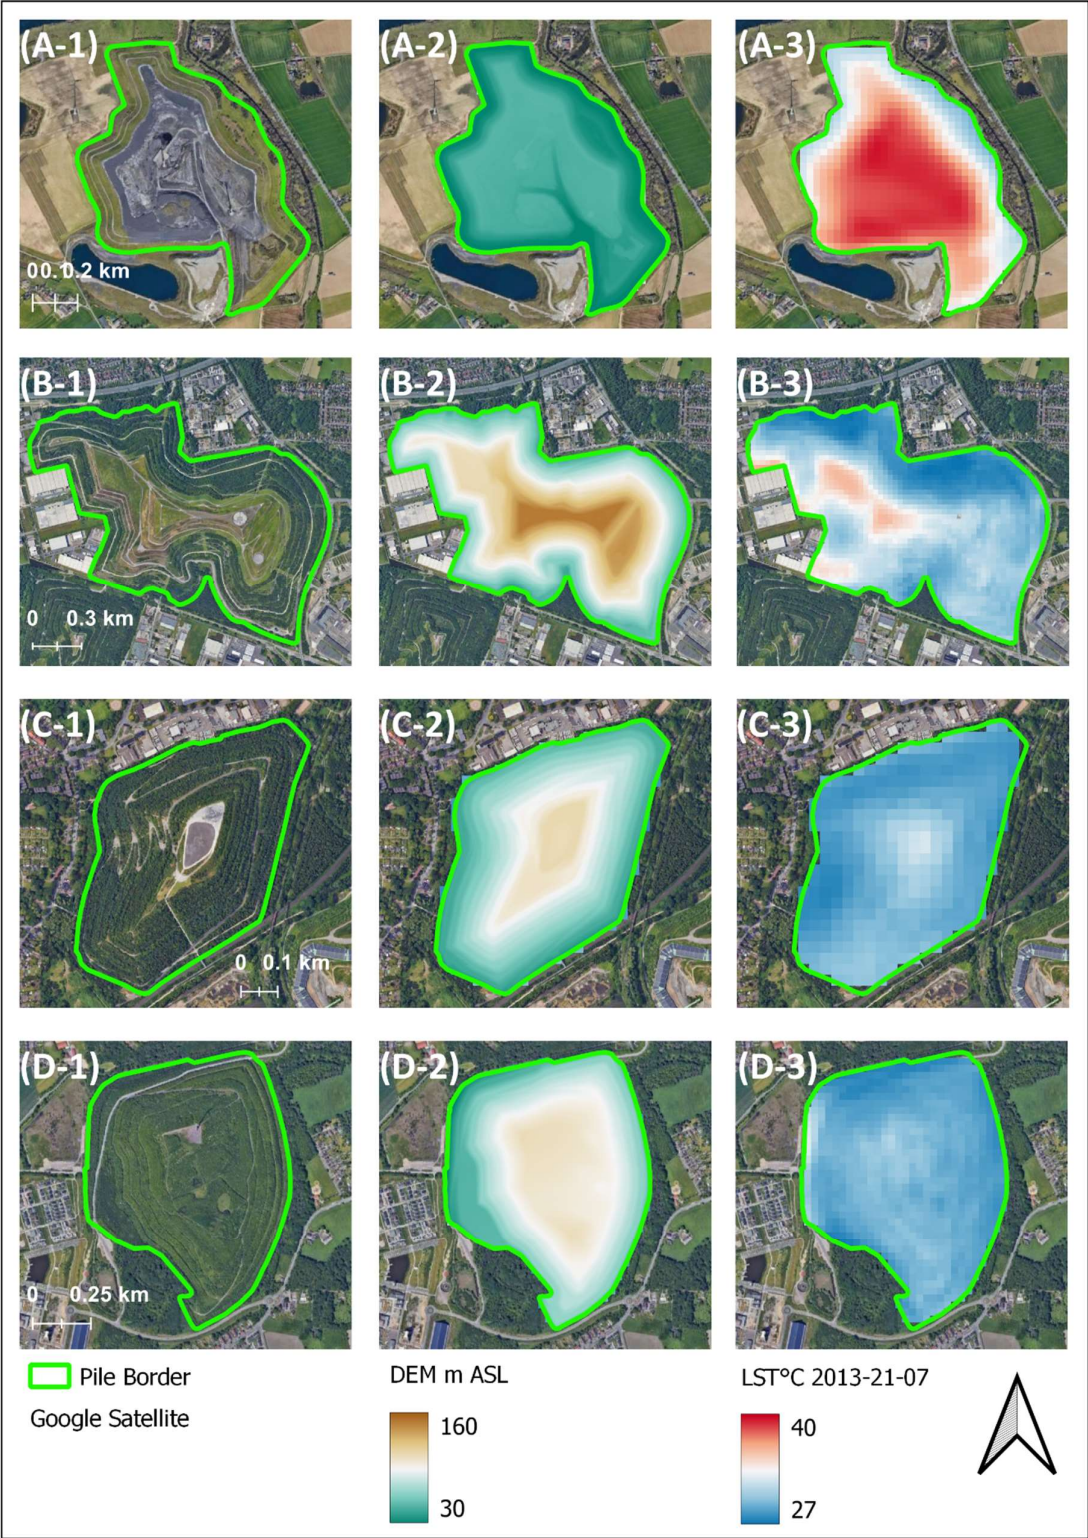 (A-1)
(A-2)
(A-3)
00.10.2 km
(B-1)
(B-2)
(B-3)
0 0.3 km
(C-1)
(C-2)
(C-3)
0 0.1 km
(D-1)
(D-2)
(D-3)
0 0.25 km
Pile Border
Google Satellite
DEM m ASL
160
30
LST°C 2013-21-07
40
27